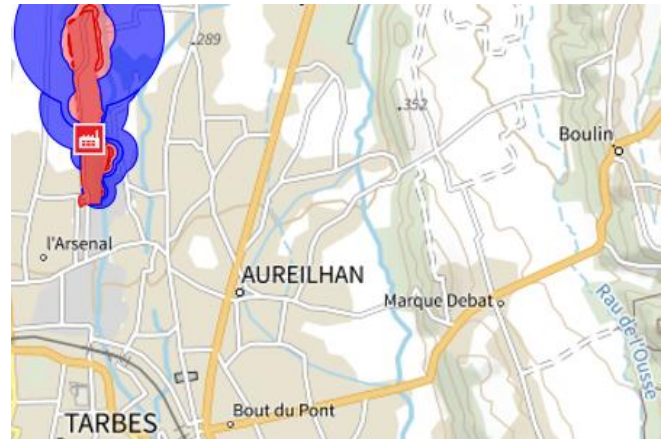 .289
.352
Boulin
l'Arsenal
AUREILHAN
Marque Debat
Rau de l'Ousse
Bout du Pont
TARBES